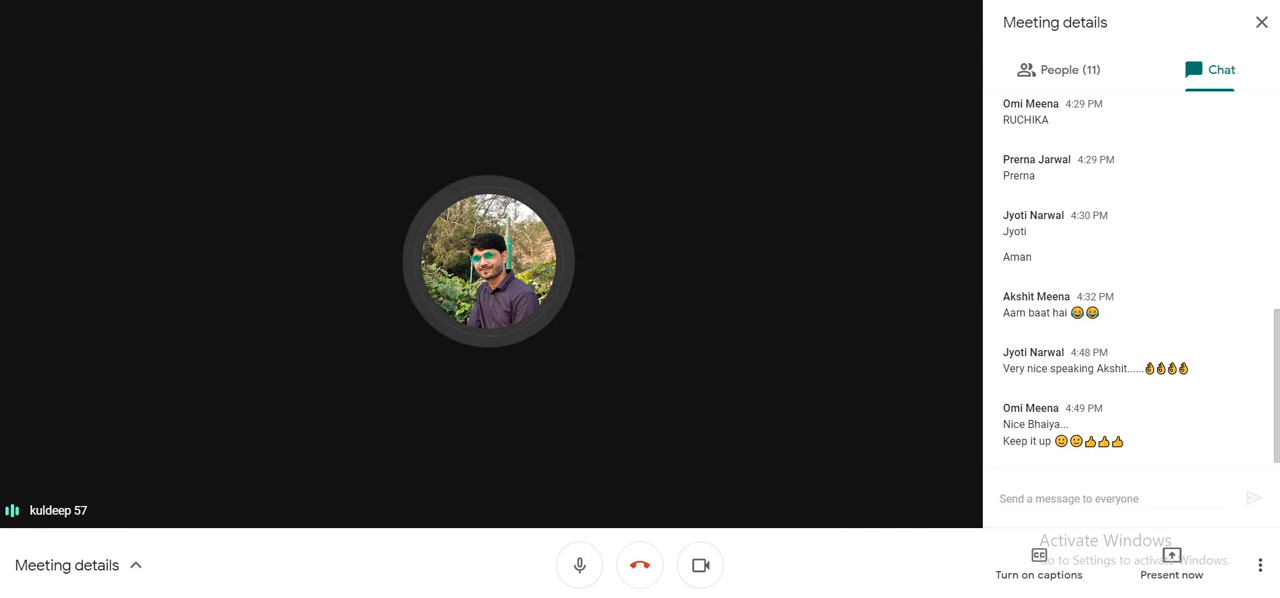 Meeting details
People (11)
Chat
Omi Meena 4:29 PM
RUCHIKA
Prerna Jarwal 4:29 PM
Prerna
Jyoti Narwal 4:30 PM
Jyoti
Aman
Akshit Meena 4:32 PM
Aam baat hai 😂😂
Jyoti Narwal 4:48 PM
Very nice speaking Akshit......👌👌👌👌
Omi Meena 4:49 PM
Nice Bhaiya...
Keep it up 🙂🙂👍👍👍
Send a message to everyone
kuldeep 57
Meeting details
Activate Windows
Go to Settings to activate Windows.
Turn on captions
Present now